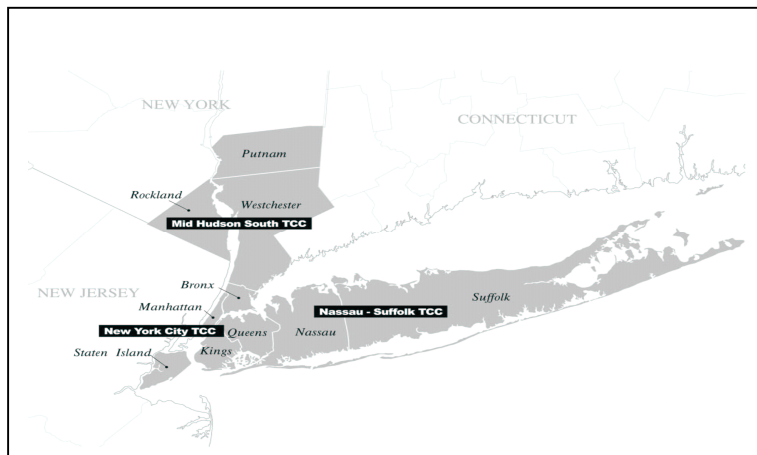 NEW YORK
CONNECTICUT
Putnam
Rockland
Westchester
Mid Hudson South TCC
Bronx
NEW JERSEY
Suffolk
Manhattan
Nassau - Suffolk TCC
New York City TCC
Queens
Nassau
Staten Island
Kings